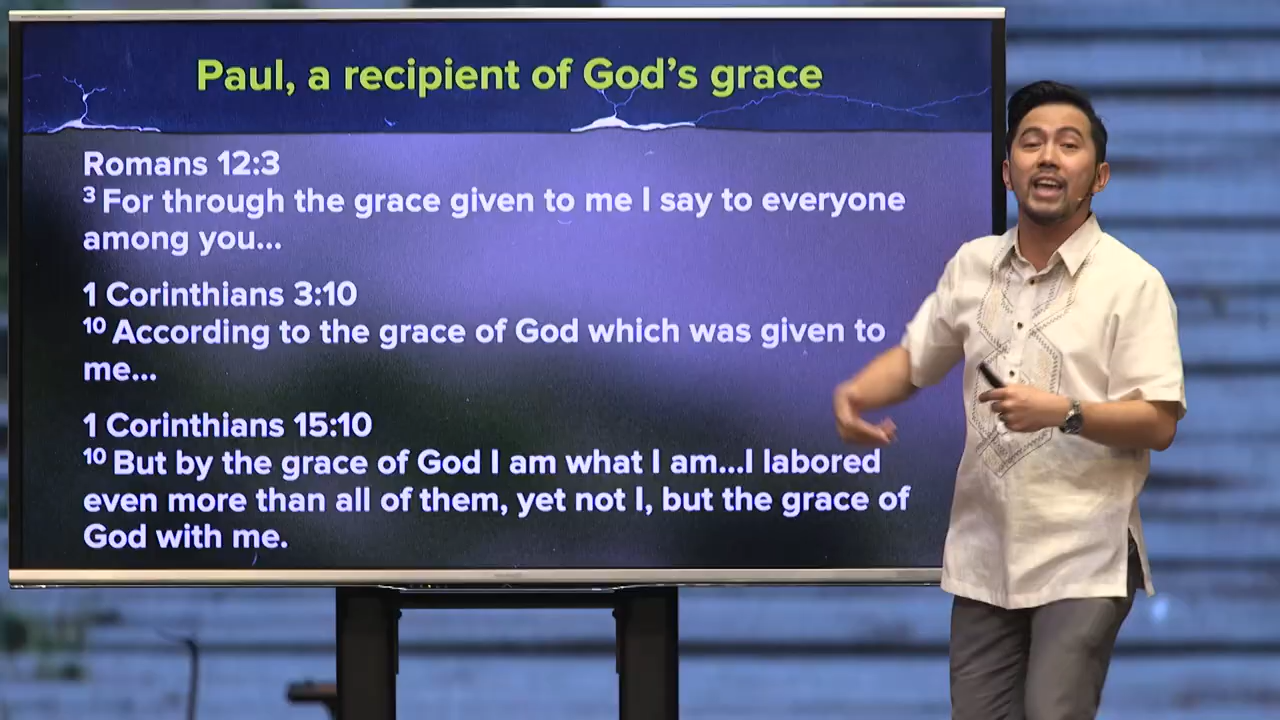 Paul, a recipient of God's grace
Romans 12:3
³ For through the grace given to me I say to everyone
among you...
1 Corinthians 3:10
¹⁰ According to the grace of God which was given to
me...
1 Corinthians 15:10
¹⁰ But by the grace of God I am what I am...I labored
even more than all of them, yet not I, but the grace of
God with me.